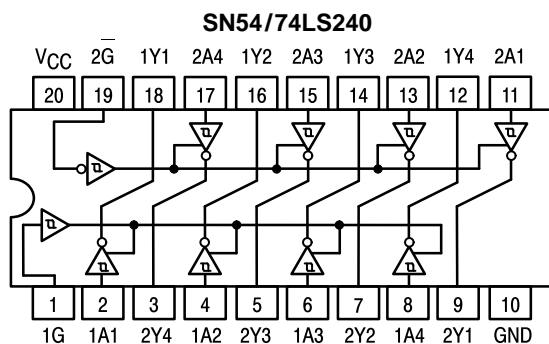 SN54/74LS240
VCC 2G̅ 1Y1 2A4 1Y2 2A3 1Y3 2A2 1Y4 2A1
20 19 18 17 16 15 14 13 12 11
1 2 3 4 5 6 7 8 9 10
1G 1A1 2Y4 1A2 2Y3 1A3 2Y2 1A4 2Y1 GND